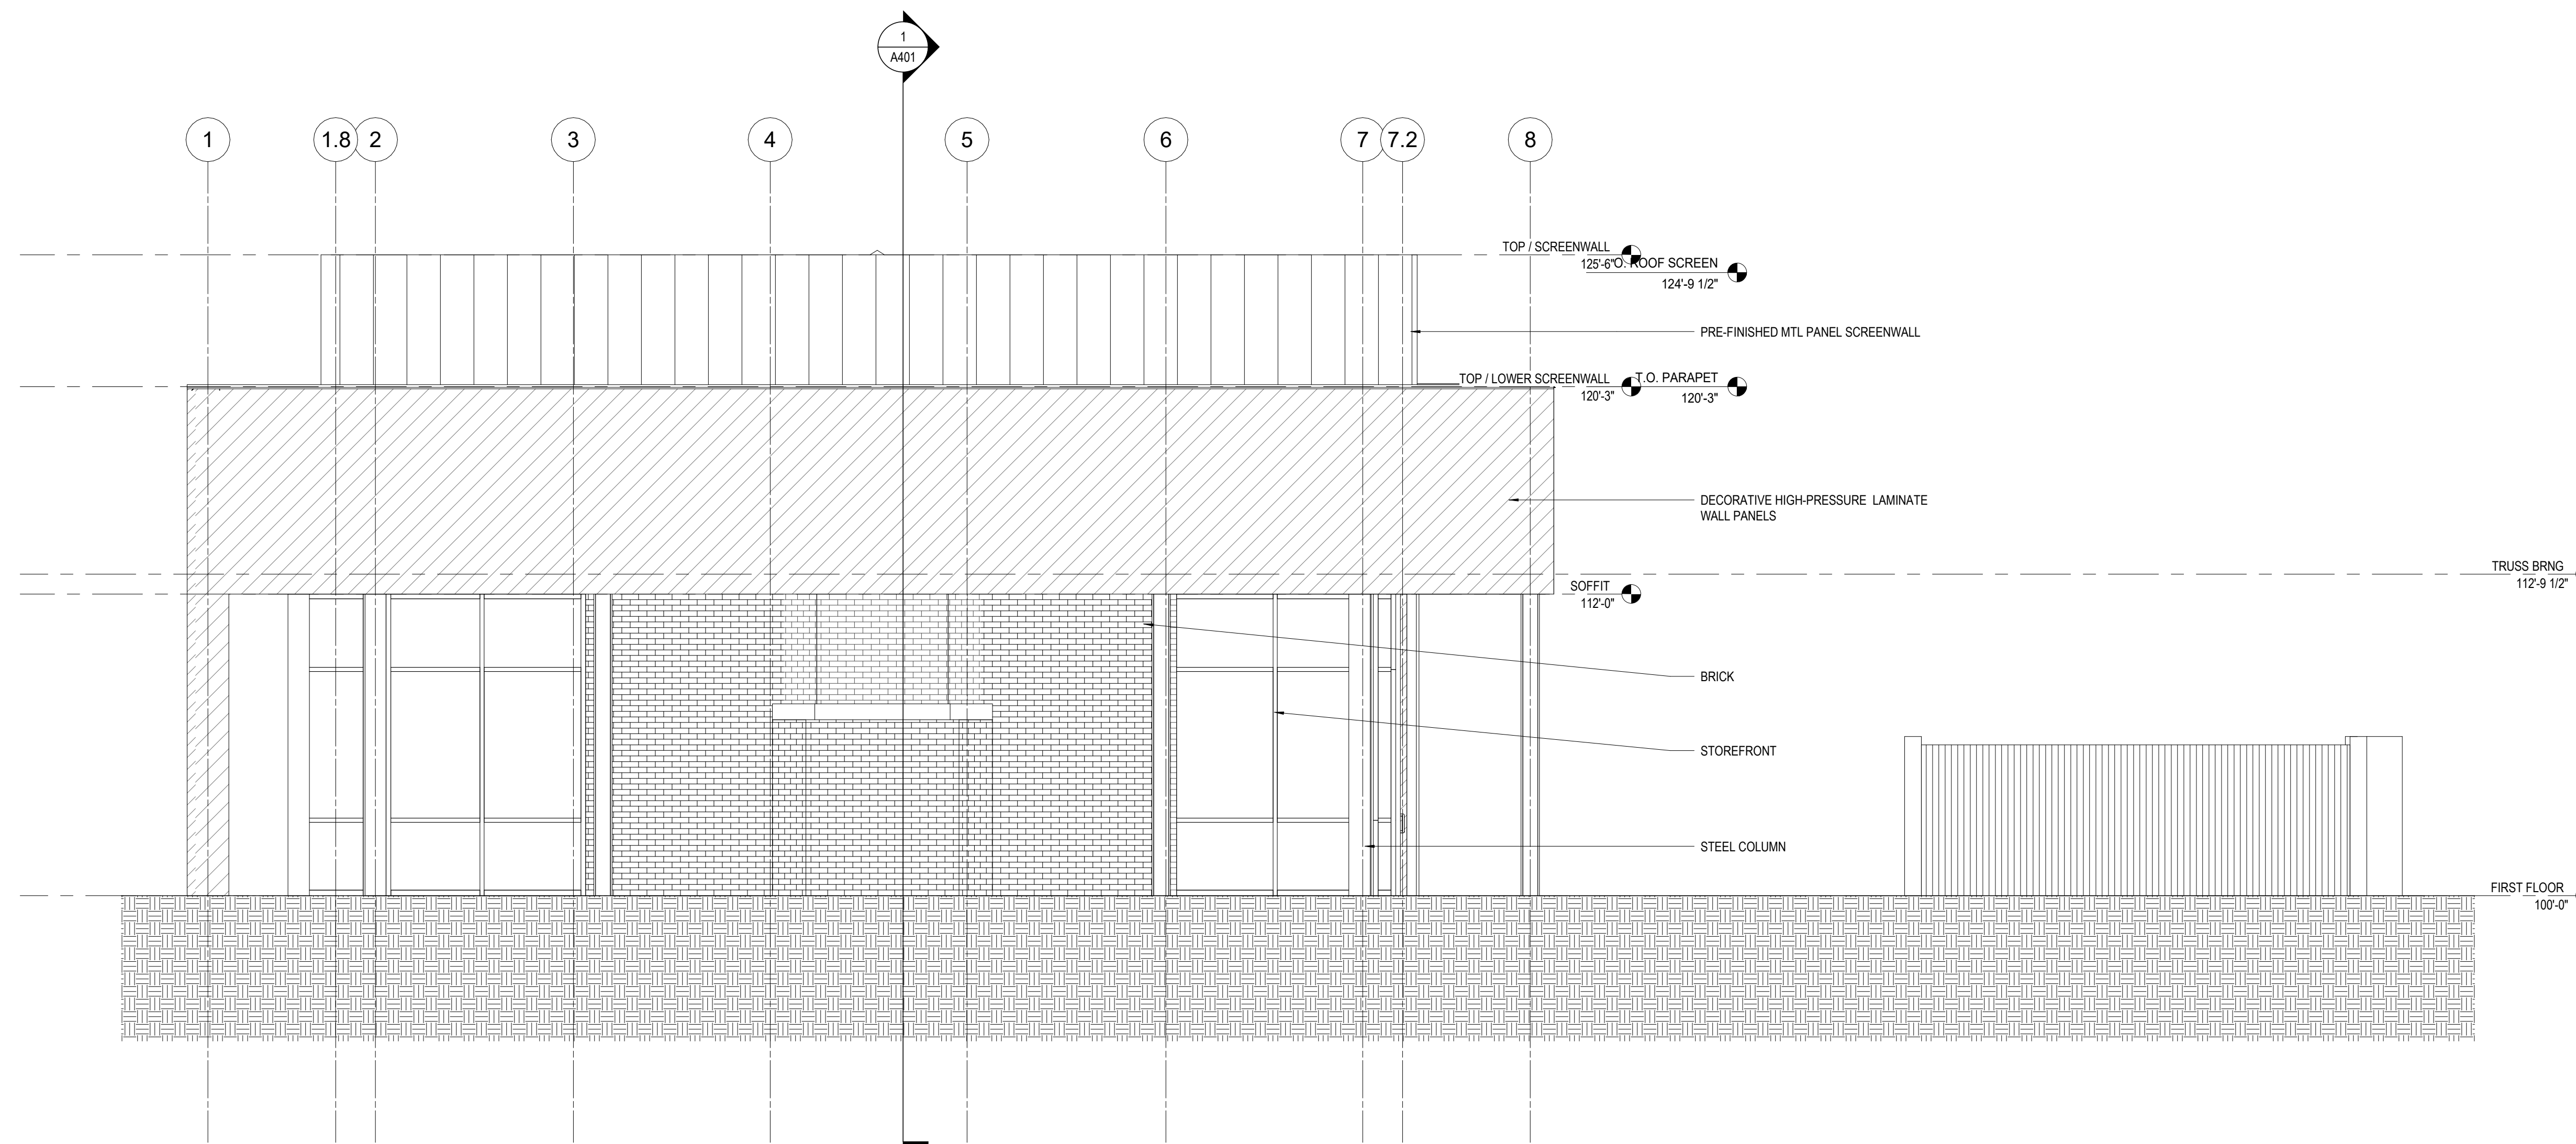 1
A401
1
1.8
2
3
4
5
6
7
7.2
8
TOP / SCREENWALL
125'-6"
O. ROOF SCREEN
124'-9 1/2"
PRE-FINISHED MTL PANEL SCREENWALL
TOP / LOWER SCREENWALL
120'-3"
T.O. PARAPET
120'-3"
DECORATIVE HIGH-PRESSURE LAMINATE
WALL PANELS
TRUSS BRNG
112'-9 1/2"
SOFFIT
112'-0"
BRICK
STOREFRONT
STEEL COLUMN
FIRST FLOOR
100'-0"